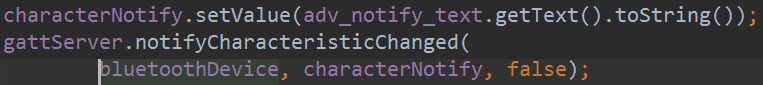 characterNotify.setValue(adv_notify_text.getText().toString());
gattServer.notifyCharacteristicChanged(
bluetoothDevice, characterNotify, false);